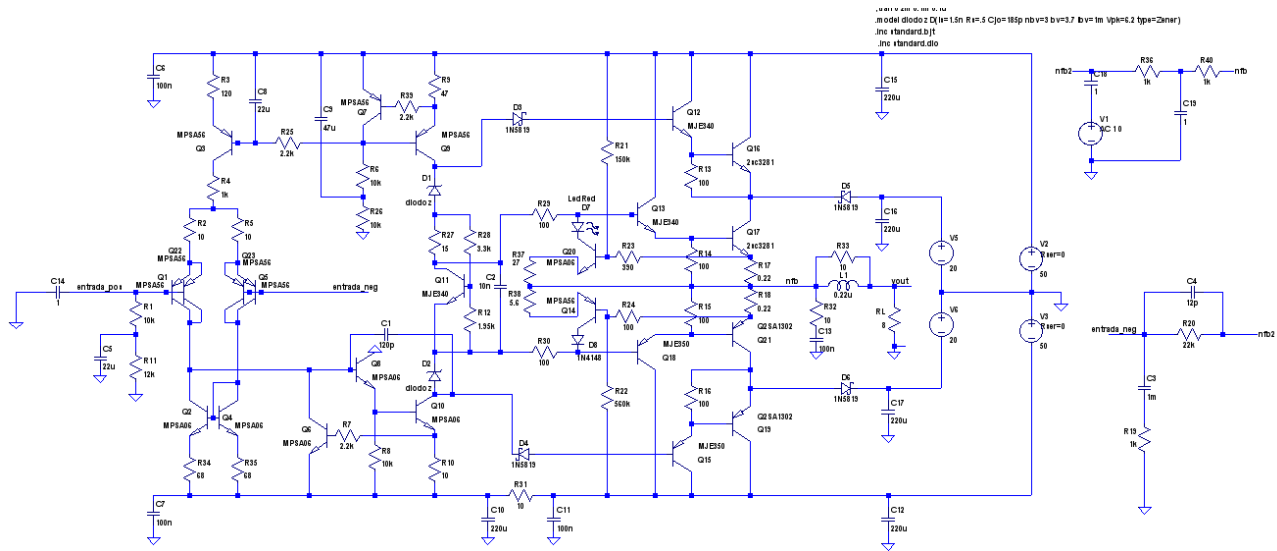 .model diodoz D(Is=1.5n Rs=.5 Cjo=185p nbv=3 bv=3.7 Ibv=1m Vpk=6.2 type=Zener)
.inc standard.bjt
.inc standard.dio
C6
100n
R3
120
C8
22u
C9
47u
MPSA56
Q7
R39
2.2k
R9
47
D3
1N5819
Q12
MJE340
C15
220u
nfb2
C18
1
R36
1k
R40
1k
nfb
C19
1
V1
AC 1 0
MPSA56
Q3
R25
2.2k
MPSA56
Q9
R21
150k
Q16
2sc3281
R4
1k
R6
10k
D1
diodoz
R13
100
R2
10
R5
10
R26
10k
R27
15
R28
3.3k
R29
100
LedRed
D7
Q13
MJE340
D5
1N5819
C16
220u
V5
20
V2
Rser=0
50
Q22
MPSA56
Q1
Q23
MPSA56
Q5
MPSA56
Q20
MPSA06
R23
390
Q17
2sc3281
R14
100
R17
0.22
R33
10
L1
0.22u
C14
1
entrada_pos
entrada_neg
R1
10k
Q11
MJE340
C2
10n
R37
27
R38
5.6
MPSA56
Q14
nfb
vout
R18
0.22
R32
10
C13
100n
RL
8
C4
12p
entrada_neg
R20
22k
nfb2
R12
1.95k
R24
100
R15
100
Q2SA1302
Q21
V6
20
V3
Rser=0
50
C5
22u
R11
12k
C1
120p
Q8
MPSA06
D2
diodoz
R30
100
D8
1N4148
MJE350
Q18
D6
1N5819
C17
220u
C3
1m
R19
1k
Q2
MPSA06
Q4
MPSA06
Q6
MPSA06
R7
2.2k
Q10
MPSA06
R22
560k
R16
100
Q2SA1302
Q19
R34
68
R35
68
R8
10k
R10
10
D4
1N5819
MJE350
Q15
C7
100n
C10
220u
R31
10
C11
100n
C12
220u